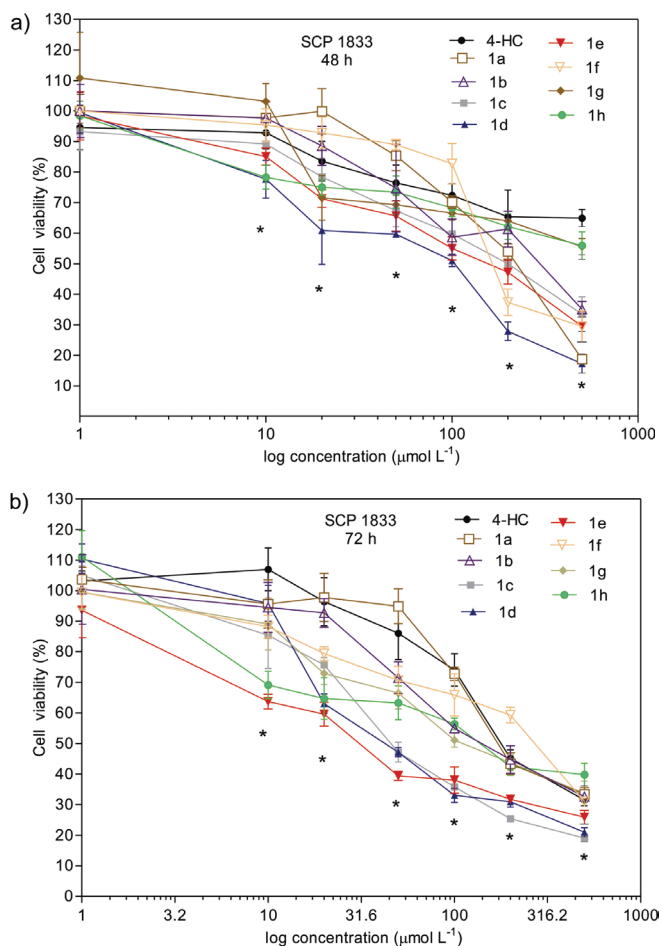 a)
SCP 1833
48 h
4-HC
1a
1b
1c
1d
1e
1f
1g
1h
130
120
110
100
90
80
70
60
50
40
30
20
10
Cell viability (%)
*
*
*
*
*
*
1
10
100
1000
log concentration (μmol L⁻¹)
b)
SCP 1833
72 h
4-HC
1a
1b
1c
1d
1e
1f
1g
1h
130
120
110
100
90
80
70
60
50
40
30
20
10
0
Cell viability (%)
*
*
*
*
*
*
1
3.2
10
31.6
100
316.2
1000
log concentration (μmol L⁻¹)